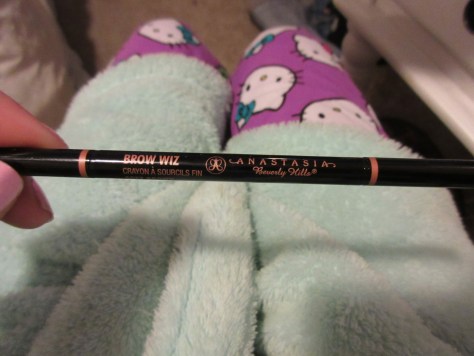 BROW WIZ
CRAYON À SOURCILS FIN
ANASTASIA
Beverly Hills®